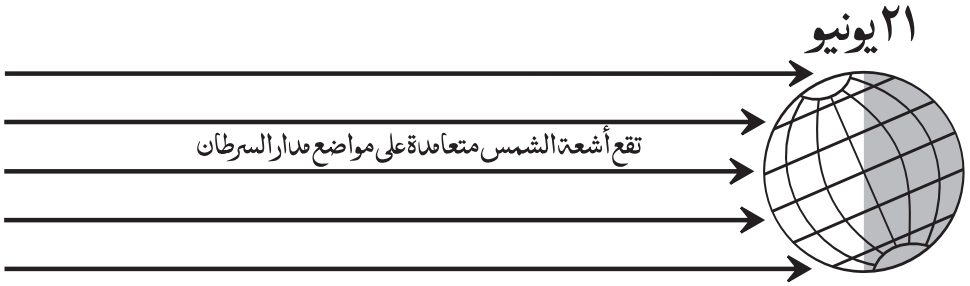 ٢١ يونيو
تقع أشعة الشمس متعامدة على مواضع مدار السرطان